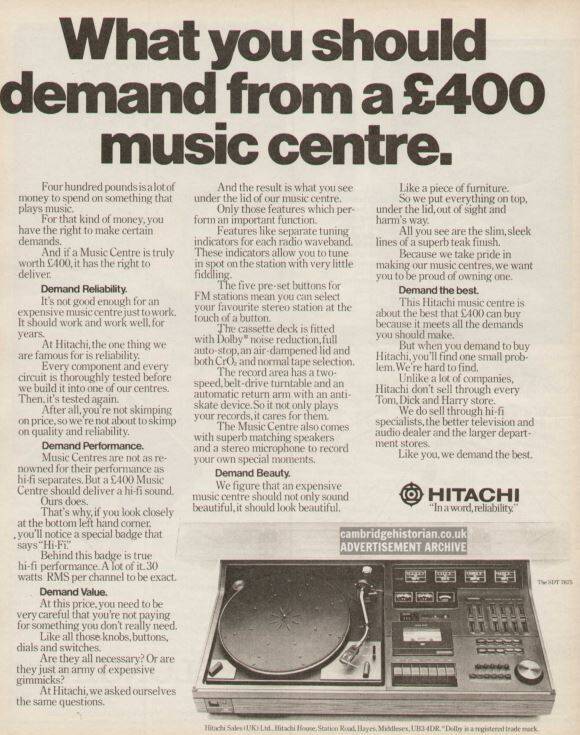 What you should
demand from a £400
music centre.
Four hundred pounds is a lot of
money to spend on something that
plays music.
For that kind of money, you
have the right to make certain
demands.
And if a Music Centre is truly
worth £400, it has the right to
deliver.
Demand Reliability.
It's not good enough for an
expensive music centre just to work.
It should work and work well, for
years.
At Hitachi, the one thing we
are famous for is reliability.
Every component and every
circuit is thoroughly tested before
we build it into one of our centres.
Then, it's tested again.
After all, you're not skimping
on price, so we're not about to skimp
on quality and reliability.
Demand Performance.
Music Centres are not as re-
nowned for their performance as
hi-fi separates. But a £400 Music
Centre should deliver a hi-fi sound.
Ours does.
That's why, if you look closely
at the bottom left hand corner,
you'll notice a special badge that
says "Hi-Fi."
Behind this badge is true
hi-fi performance. A lot of it. 30
watts RMS per channel to be exact.
Demand Value.
At this price, you need to be
very careful that you're not paying
for something you don't really need.
Like all those knobs, buttons,
dials and switches.
Are they all necessary? Or are
they just an army of expensive
gimmicks?
At Hitachi, we asked ourselves
the same questions.
And the result is what you see
under the lid of our music centre.
Only those features which per-
form an important function.
Features like separate tuning
indicators for each radio waveband.
These indicators allow you to tune
in spot on the station with very little
fiddling.
The five pre-set buttons for
FM stations mean you can select
your favourite stereo station at the
touch of a button.
The cassette deck is fitted
with Dolby* noise reduction, full
auto-stop, an air-dampened lid and
both CrO₂ and normal tape selection.
The record area has a two-
speed, belt-drive turntable and an
automatic return arm with an anti-
skate device. So it not only plays
your records, it cares for them.
The Music Centre also comes
with superb matching speakers
and a stereo microphone to record
your own special moments.
Demand Beauty.
We figure that an expensive
music centre should not only sound
beautiful, it should look beautiful.
Like a piece of furniture.
So we put everything on top,
under the lid, out of sight and
harm's way.
All you see are the slim, sleek
lines of a superb teak finish.
Because we take pride in
making our music centres, we want
you to be proud of owning one.
Demand the best.
This Hitachi music centre is
about the best that £400 can buy
because it meets all the demands
you should make.
But when you demand to buy
Hitachi, you'll find one small prob-
lem. We're hard to find.
Unlike a lot of companies,
Hitachi don't sell through every
Tom, Dick and Harry store.
We do sell through hi-fi
specialists, the better television and
audio dealer and the larger depart-
ment stores.
Like you, we demand the best.
HITACHI
"In a word, reliability."
cambridgehistorian.co.uk
ADVERTISEMENT ARCHIVE
The SDT 7675
Hitachi Sales (UK) Ltd., Hitachi House, Station Road, Hayes, Middlesex, UB3 4DR. *Dolby is a registered trade mark.